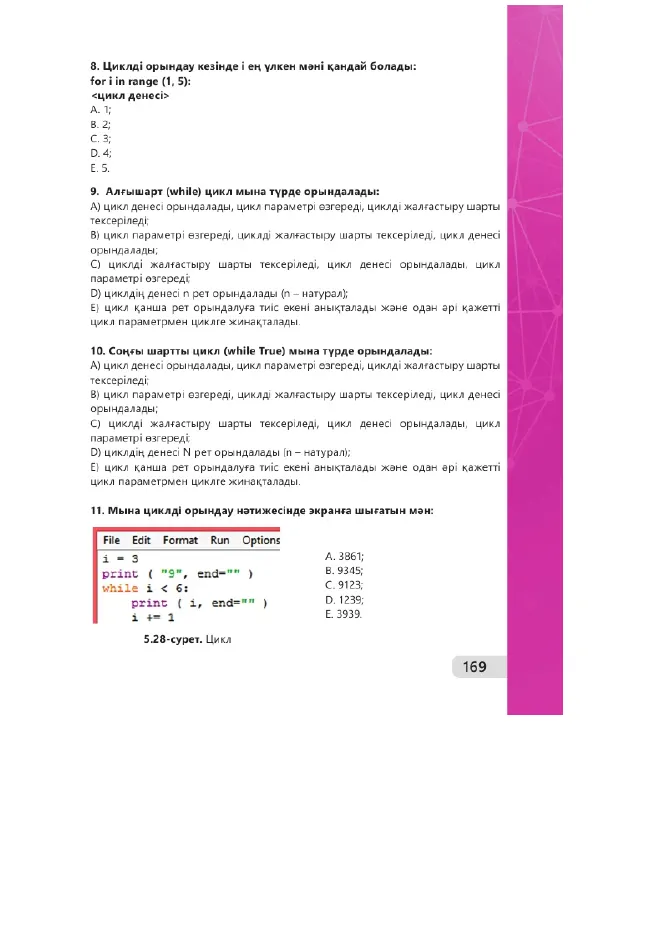 8. Циклді орындау кезінде i ең үлкен мәні қандай болады:
for i in range (1, 5):
<цикл денесі>
A. 1;
B. 2;
C. 3;
D. 4;
E. 5.
9. Алғышарт (while) цикл мына түрде орындалады:
A) цикл денесі орындалады, цикл параметрі өзгереді, циклді жалғастыру шарты
тексеріледі;
B) цикл параметрі өзгереді, циклді жалғастыру шарты тексеріледі, цикл денесі
орындалады;
C) циклді жалғастыру шарты тексеріледі, цикл денесі орындалады, цикл
параметрі өзгереді;
D) циклдің денесі n рет орындалады (n – натурал);
E) цикл қанша рет орындалуға тиіс екені анықталады және одан әрі қажетті
цикл параметрмен циклге жинақталады.
10. Соңғы шартты цикл (while True) мына түрде орындалады:
A) цикл денесі орындалады, цикл параметрі өзгереді, циклді жалғастыру шарты
тексеріледі;
B) цикл параметрі өзгереді, циклді жалғастыру шарты тексеріледі, цикл денесі
орындалады;
C) циклді жалғастыру шарты тексеріледі, цикл денесі орындалады, цикл
параметрі өзгереді;
D) циклдің денесі N рет орындалады (n – натурал);
E) цикл қанша рет орындалуға тиіс екені анықталады және одан әрі қажетті
цикл параметрмен циклге жинақталады.
11. Мына циклді орындау нәтижесінде экранға шығатын мән:
File Edit Format Run Options
i = 3
print ( "9", end="" )
while i < 6:
    print ( i, end="" )
    i += 1
A. 3861;
B. 9345;
C. 9123;
D. 1239;
E. 3939.
5.28-сурет. Цикл
169